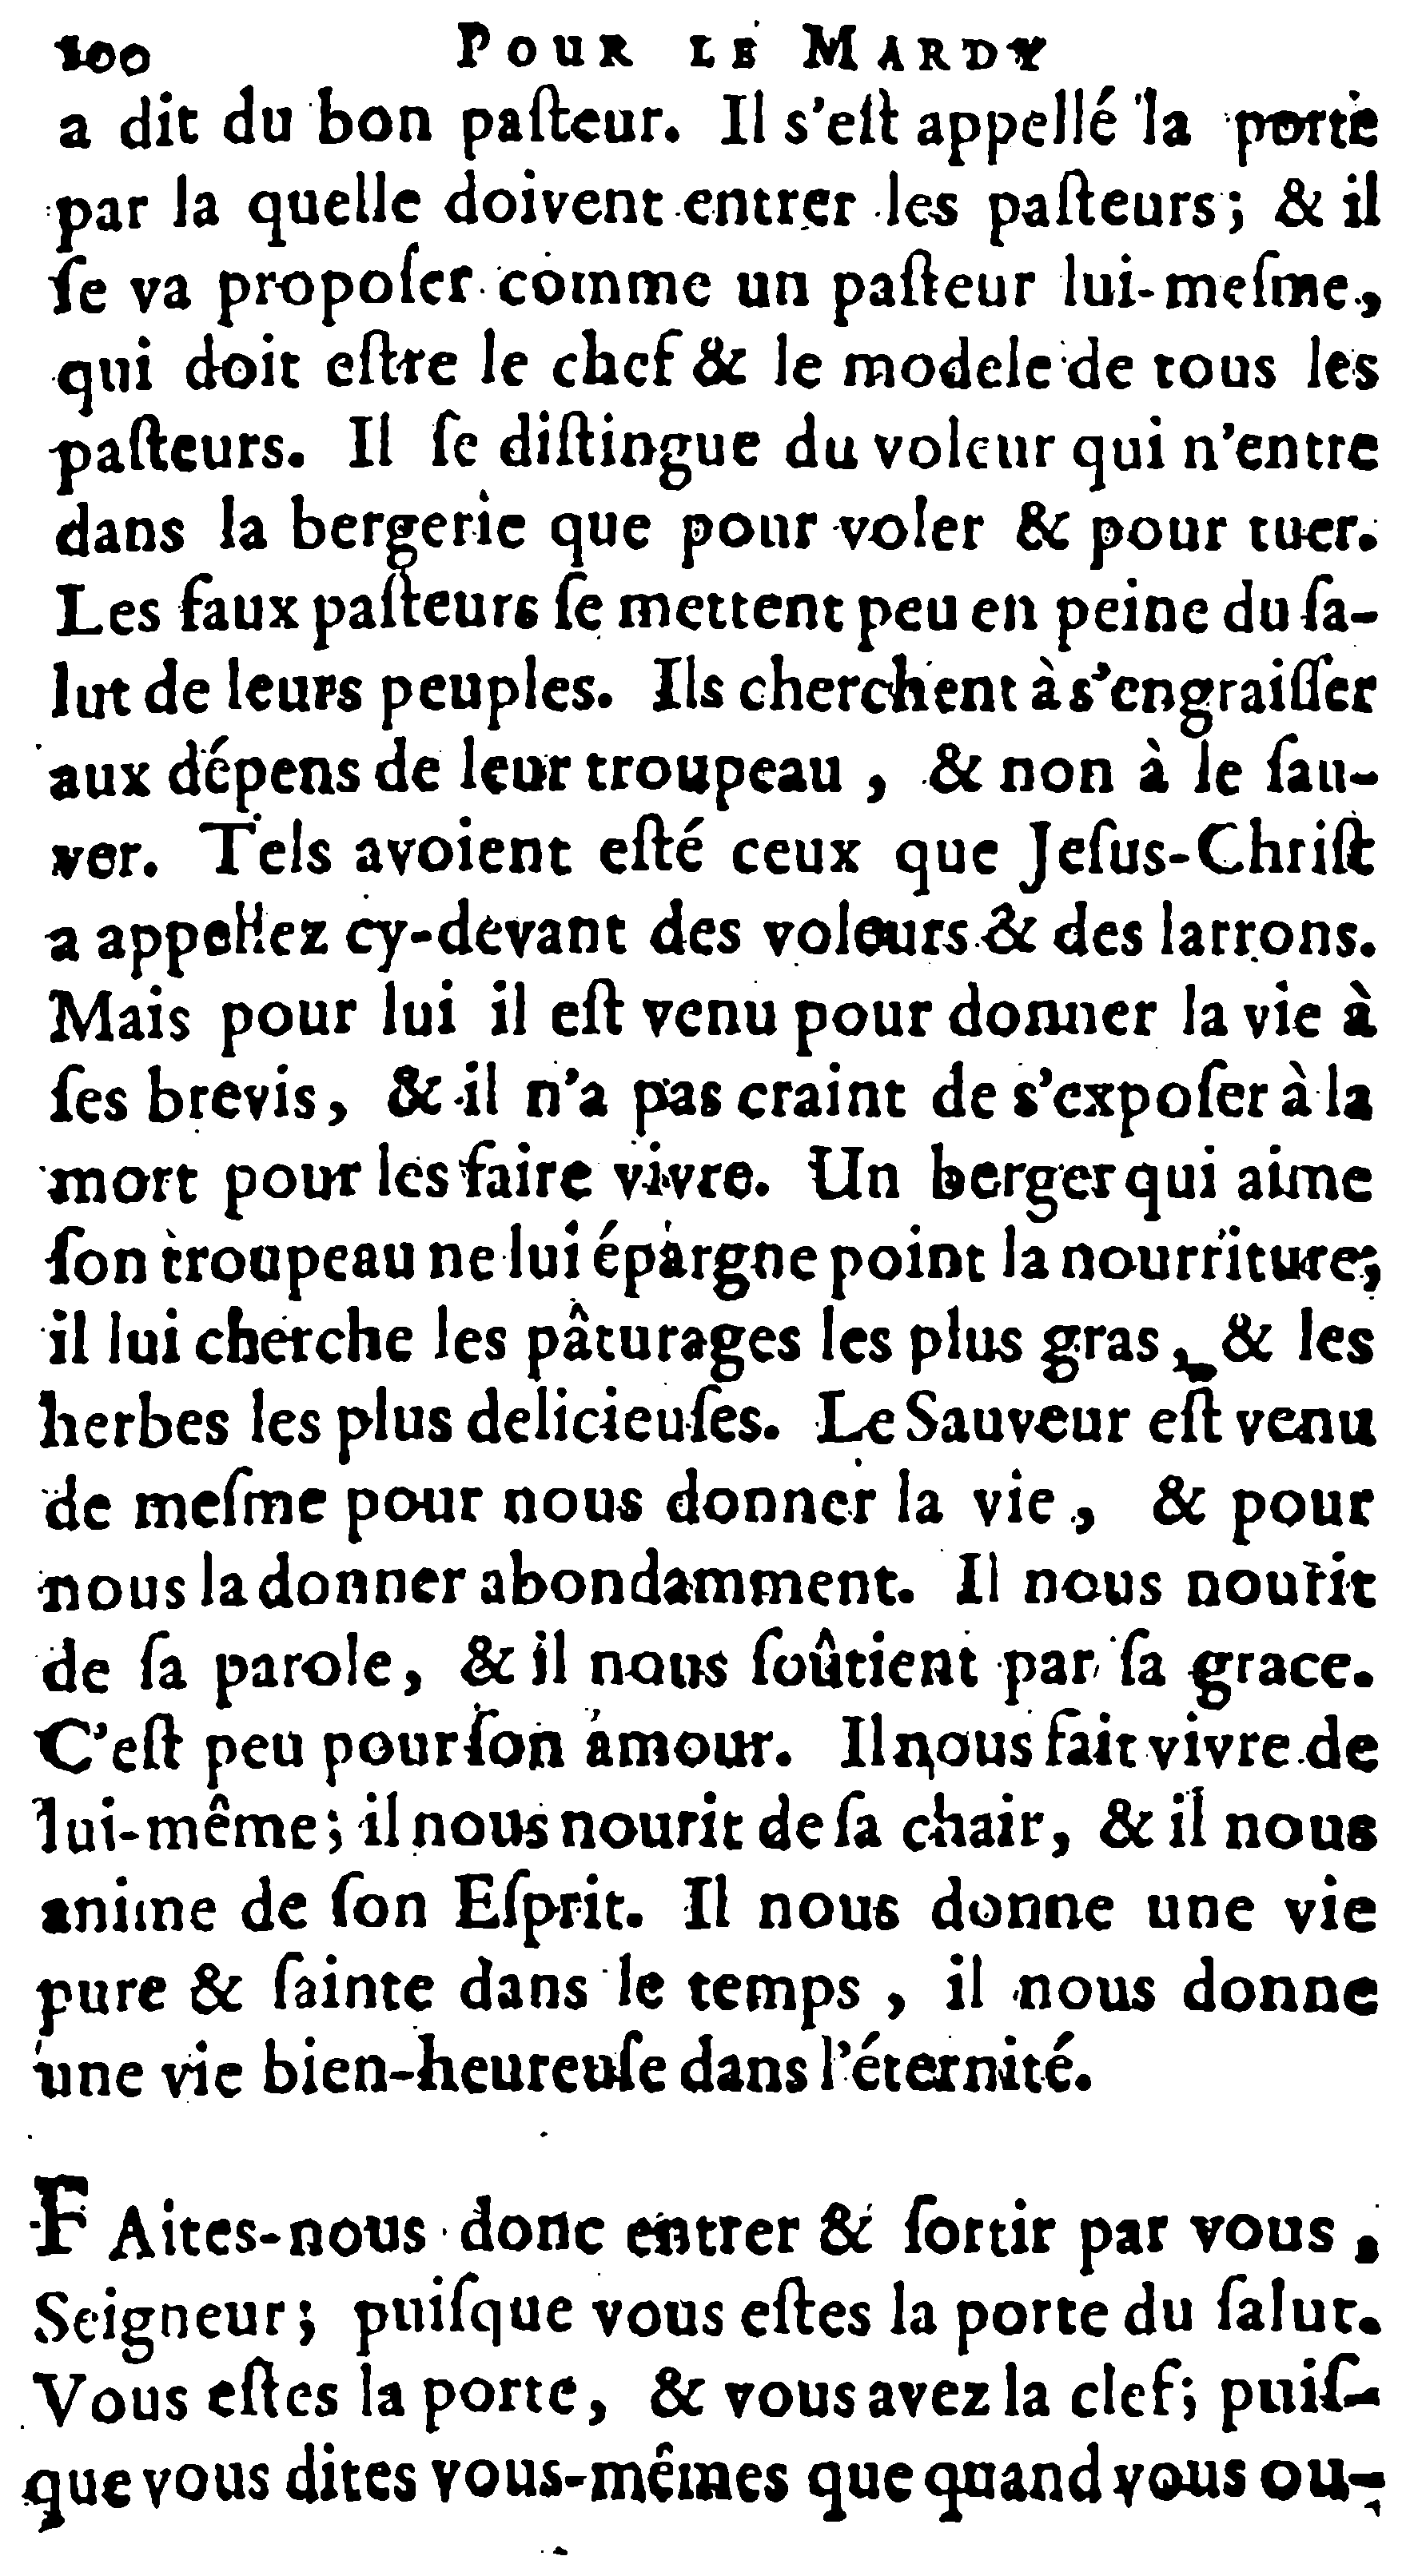 100 POUR LE MARDY
a dit du bon paſteur. Il s'eſt appellé la porte
par la quelle doivent entrer les paſteurs; & il
ſe va propoſer comme un paſteur lui-meſme,
qui doit eſtre le chef & le modele de tous les
paſteurs. Il ſe diſtingue du voleur qui n'entre
dans la bergerie que pour voler & pour tuer.
Les faux paſteurs ſe mettent peu en peine du ſa-
lut de leurs peuples. Ils cherchent à s'engraiſſer
aux dépens de leur troupeau, & non à le ſau-
ver. Tels avoient eſté ceux que Jeſus-Chriſt
a appellez cy-devant des voleurs & des larrons.
Mais pour lui il eſt venu pour donner la vie à
ſes brevis, & il n'a pas craint de s'expoſer à la
mort pour les faire vivre. Un berger qui aime
ſon troupeau ne lui épargne point la nourriture;
il lui cherche les pâturages les plus gras, & les
herbes les plus delicieuſes. Le Sauveur eſt venu
de meſme pour nous donner la vie, & pour
nous la donner abondamment. Il nous nourit
de ſa parole, & il nous ſoûtient par ſa grace.
C'eſt peu pour ſon amour. Il nous fait vivre de
lui-même; il nous nourit de ſa chair, & il nous
anime de ſon Eſprit. Il nous donne une vie
pure & ſainte dans le temps, il nous donne
une vie bien-heureuſe dans l'éternité.
FAites-nous donc entrer & ſortir par vous,
Seigneur; puiſque vous eſtes la porte du ſalut.
Vous eſtes la porte, & vous avez la clef; puiſ-
que vous dites vous-mêmes que quand vous ou-